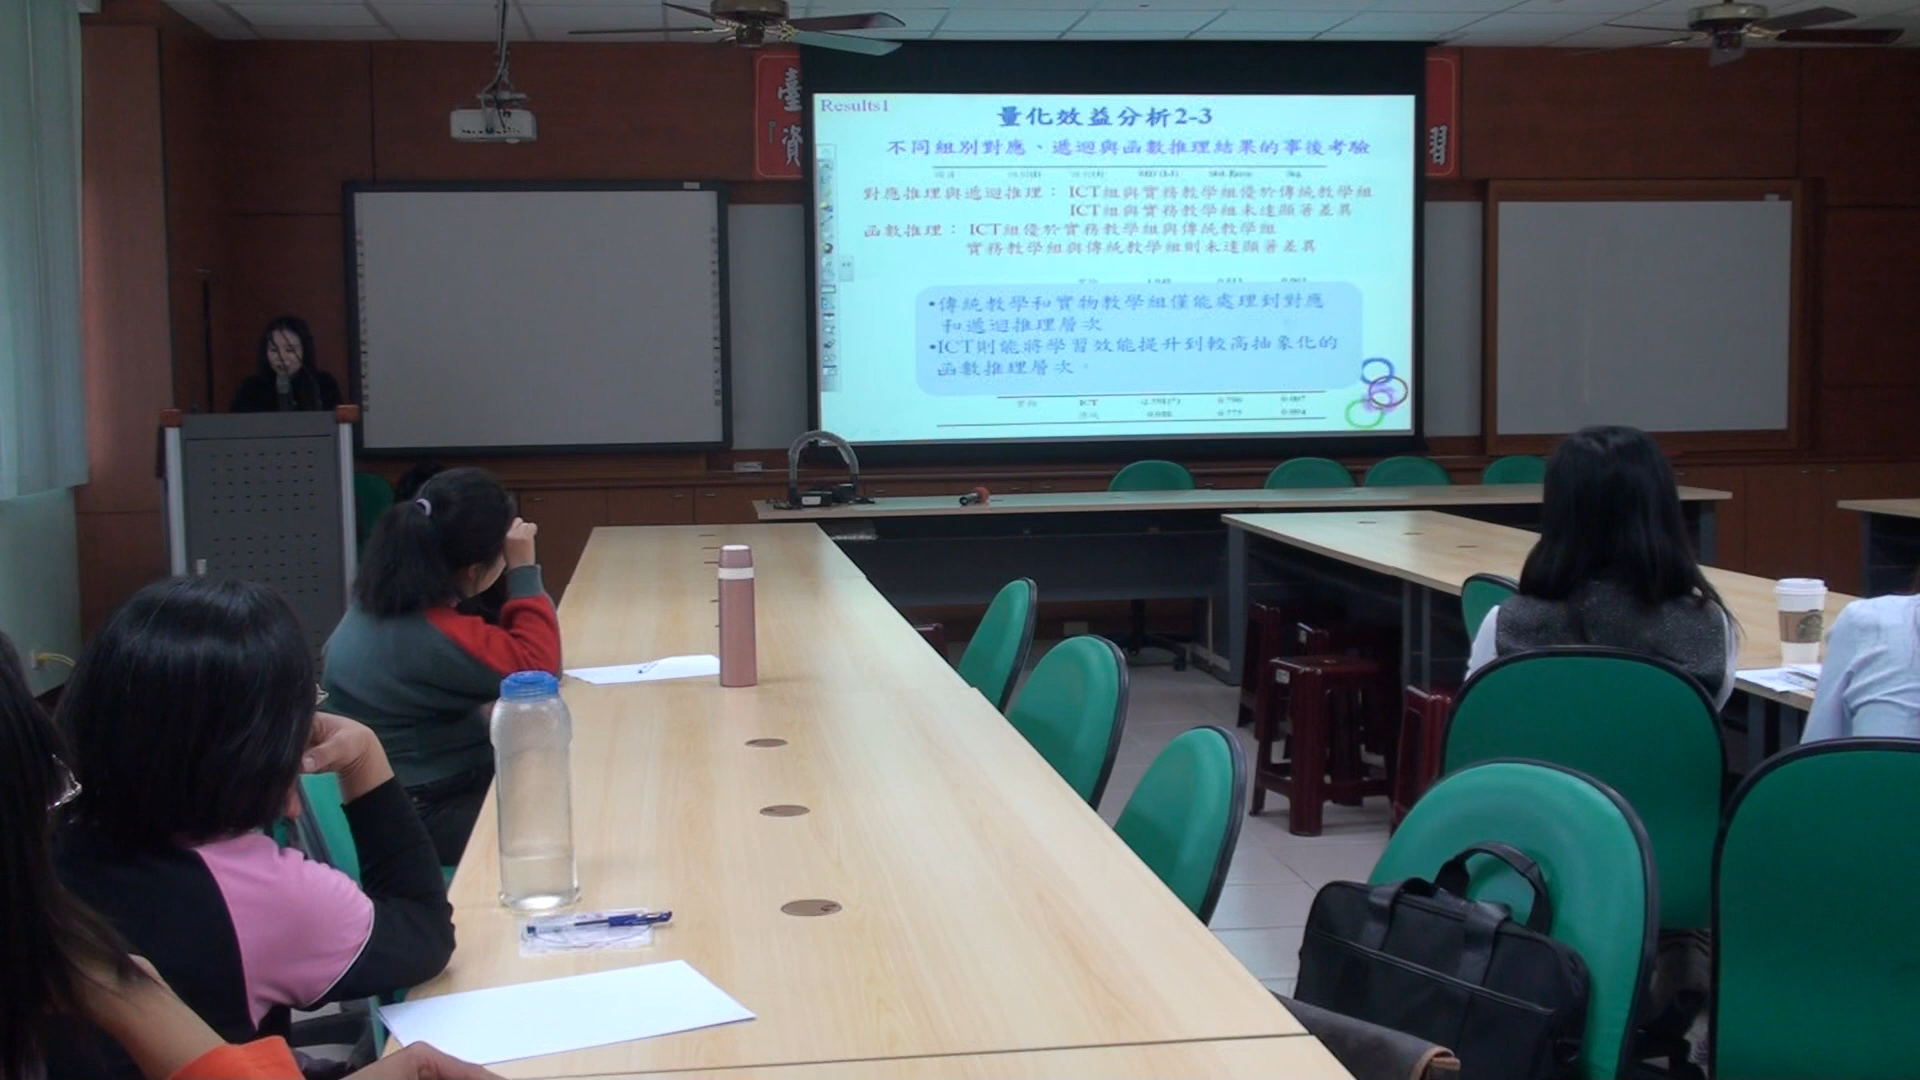 臺
『資
習
Results1
量化效益分析2-3
不同組別對應、遞迴與函數推理結果的事後考驗
對應推理與遞迴推理： ICT組與實務教學組優於傳統教學組
ICT組與實務教學組未達顯著差異
函數推理： ICT組優於實務教學組與傳統教學組
實務教學組與傳統教學組則未達顯著差異
•傳統教學和實物教學組僅能處理到對應
和遞迴推理層次
•ICT則能將學習效能提升到較高抽象化的
函數推理層次。
ICT